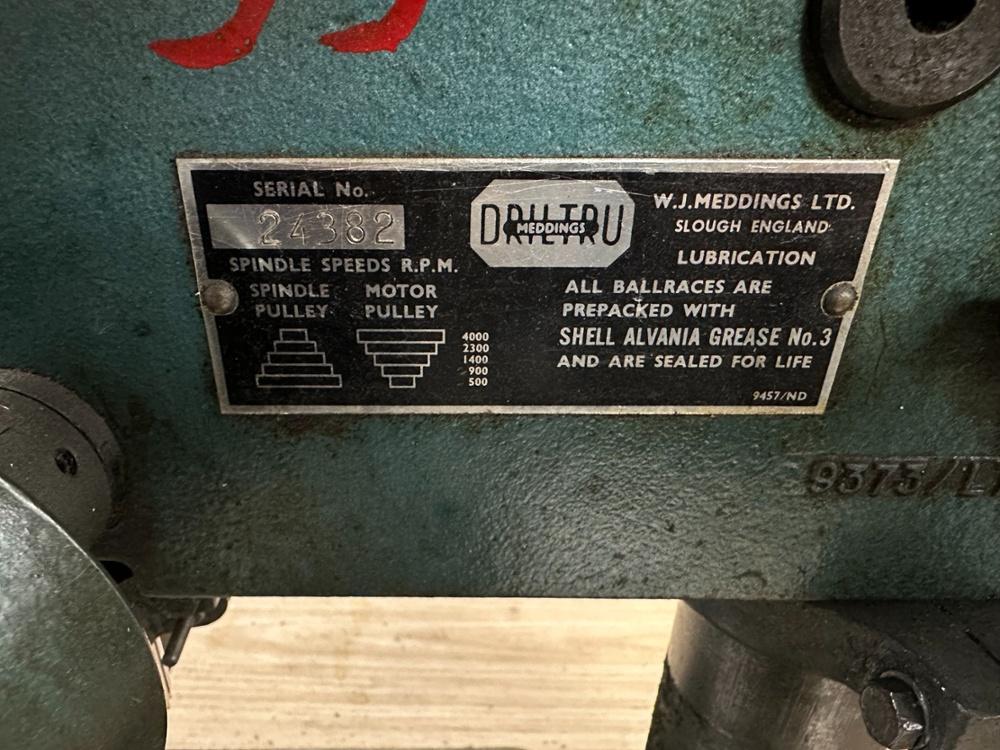 SERIAL No.
24382
SPINDLE SPEEDS R.P.M.
SPINDLE PULLEY
MOTOR PULLEY
4000
2300
1400
900
500
DRILTRU
MEDDINGS
W.J.MEDDINGS LTD.
SLOUGH ENGLAND
LUBRICATION
ALL BALLRACES ARE
PREPACKED WITH
SHELL ALVANIA GREASE No.3
AND ARE SEALED FOR LIFE
9457/ND
9373/L